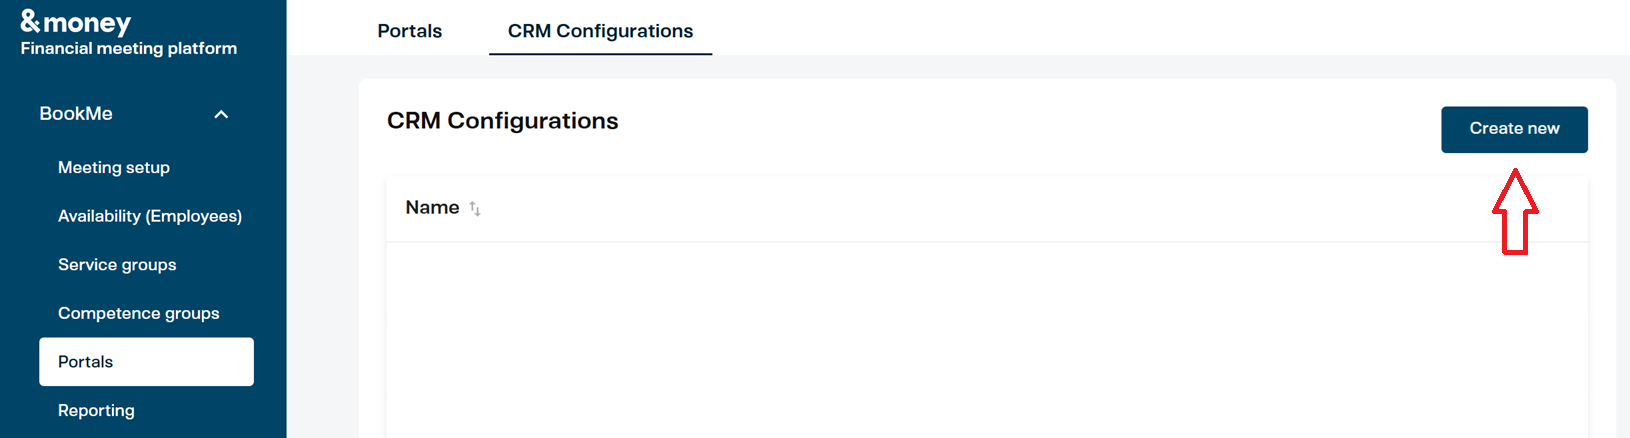 &money
Financial meeting platform
BookMe
Meeting setup
Availability (Employees)
Service groups
Competence groups
Portals
Reporting
Portals
CRM Configurations
CRM Configurations
Create new
Name